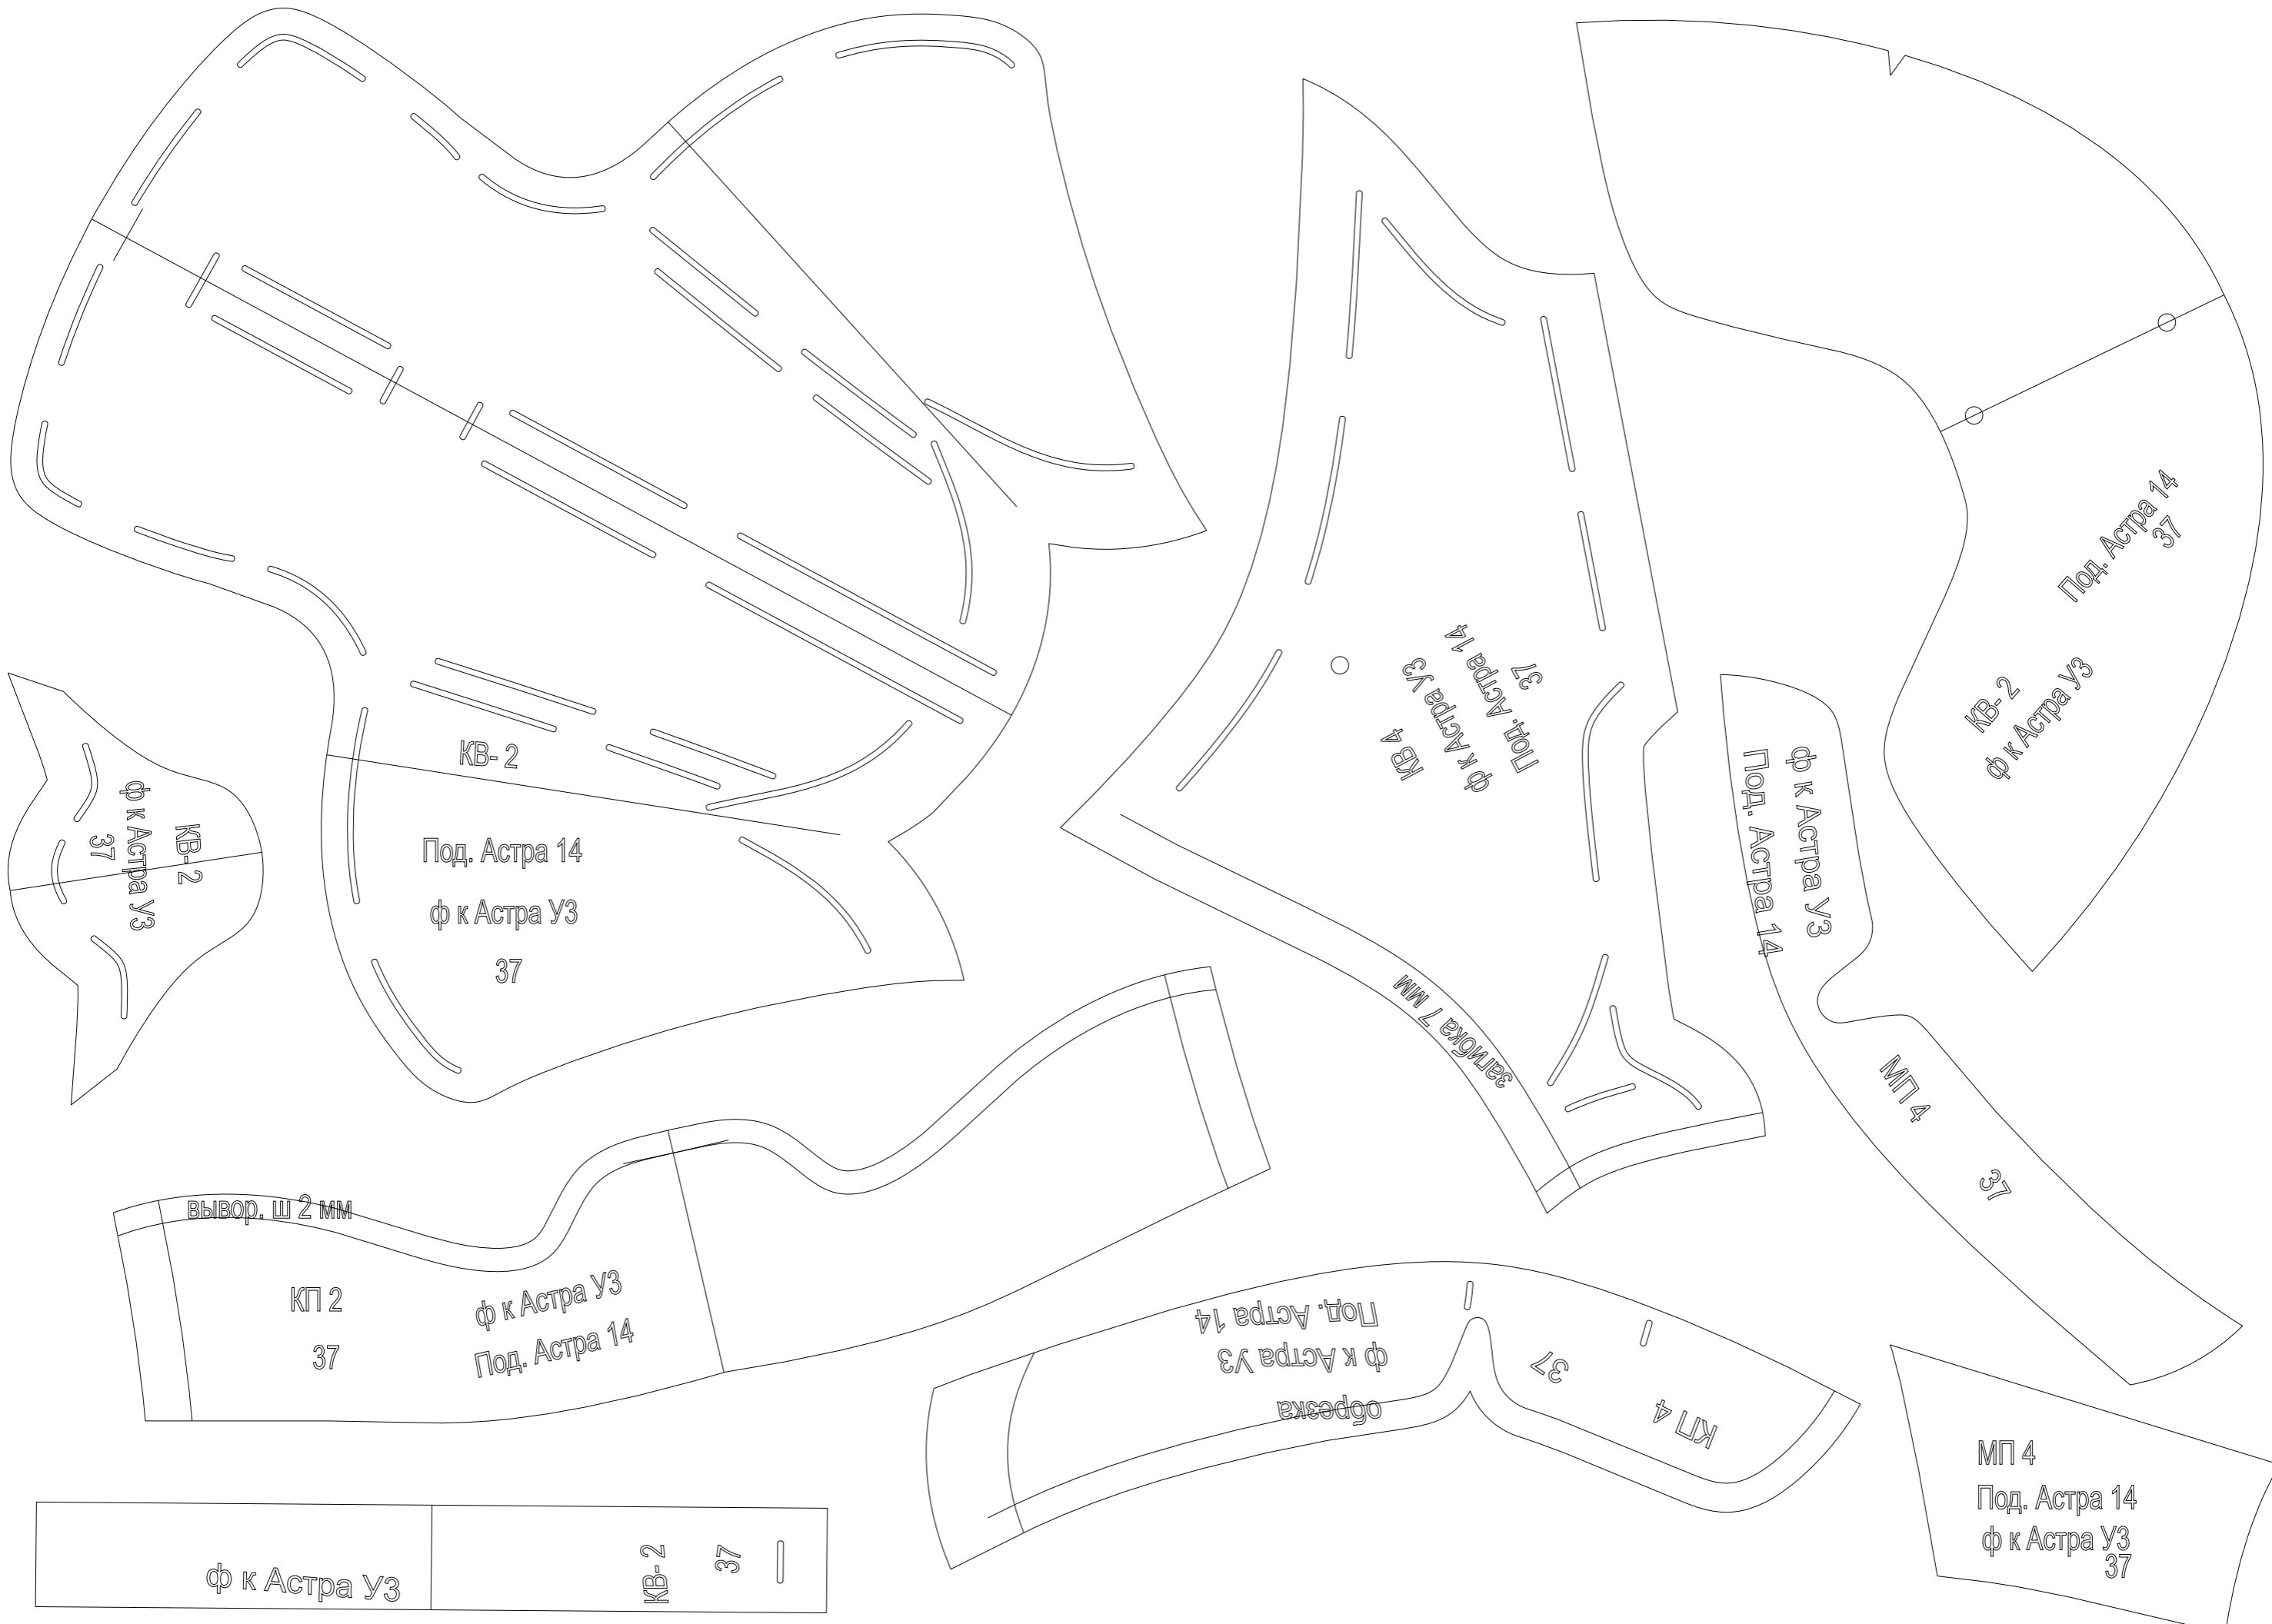 КВ- 2
Под. Астра 14
ф к Астра У3
37
КВ- 2
ф к Астра У3
37
КВ 4
ф к Астра У3
Под. Астра 14
37
загибка 7 мм
Под. Астра 14
37
КВ- 2
ф к Астра У3
ф к Астра У3
Под. Астра 14
МП 4
37
вывор. ш 2 мм
КП 2
37
ф к Астра У3
Под. Астра 14
Под. Астра 14
ф к Астра У3
обрезка
37
КП 4
МП 4
Под. Астра 14
ф к Астра У3
37
ф к Астра У3
КВ- 2
37